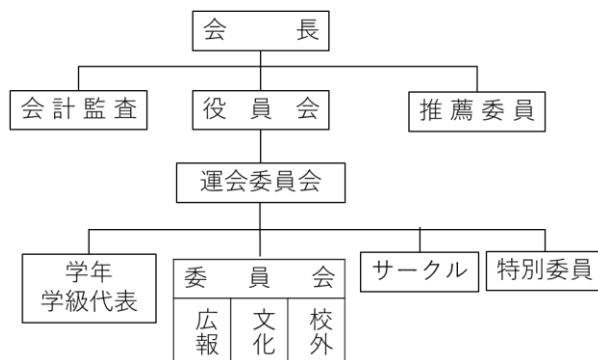 会長
会計監査
役員会
推薦委員
運会委員会
学年
学級代表
委員会
広報
文化
校外
サークル
特別委員